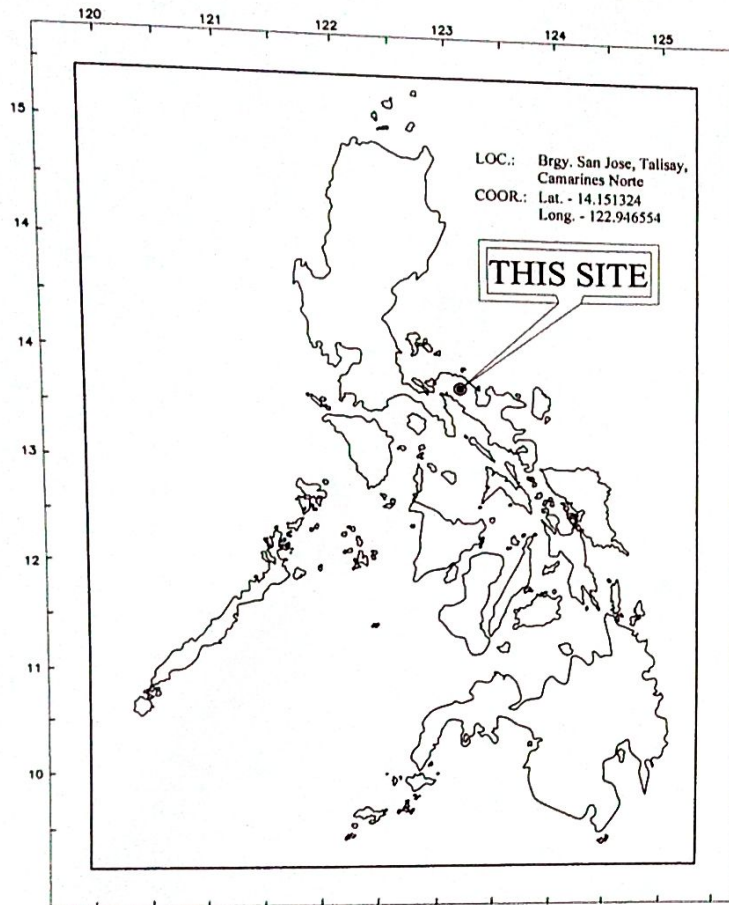 120 121 122 123 124 125
15
LOC.: Brgy. San Jose, Talisay,
Camarines Norte
COOR.: Lat. - 14.151324
Long. - 122.946554
14
THIS SITE
14
13
12
11
10